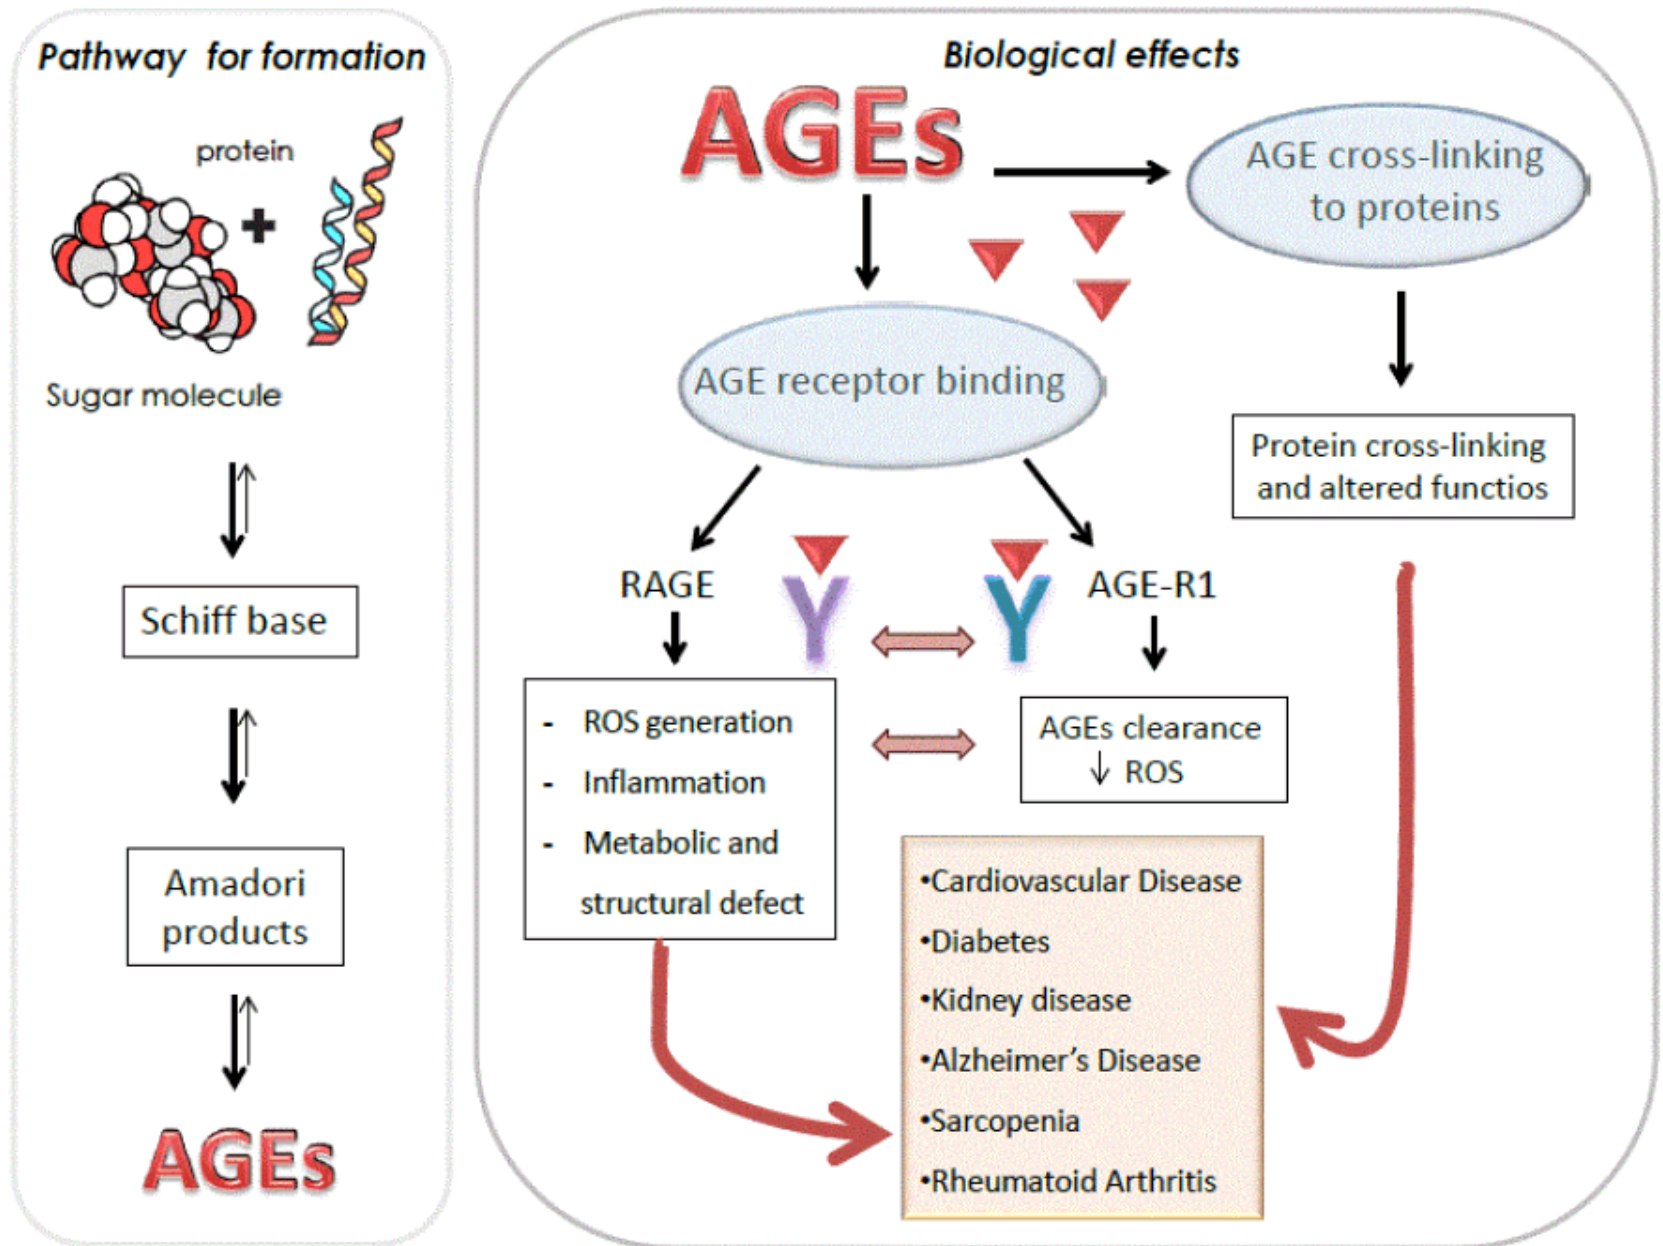 Pathway for formation
protein
+
Sugar molecule
Schiff base
Amadori
products
AGEs
Biological effects
AGEs
AGE cross-linking
to proteins
AGE receptor binding
Protein cross-linking
and altered functios
RAGE
Y
Y
AGE-R1
- ROS generation
- Inflammation
- Metabolic and
structural defect
AGEs clearance
↓ ROS
•Cardiovascular Disease
•Diabetes
•Kidney disease
•Alzheimer’s Disease
•Sarcopenia
•Rheumatoid Arthritis